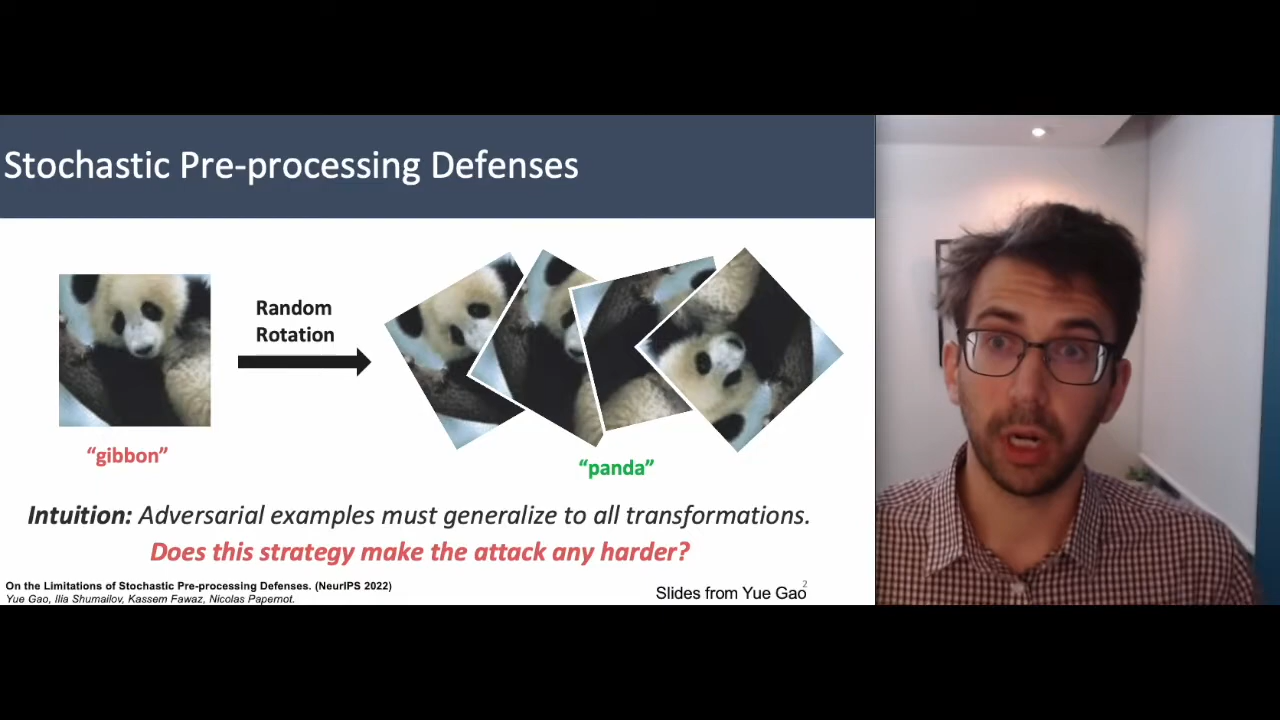 Stochastic Pre-processing Defenses
Random
Rotation
“gibbon”
“panda”
Intuition: Adversarial examples must generalize to all transformations.
Does this strategy make the attack any harder?
On the Limitations of Stochastic Pre-processing Defenses. (NeurIPS 2022)
Yue Gao, Ilia Shumailov, Kassem Fawaz, Nicolas Papernot.
Slides from Yue Gao
2